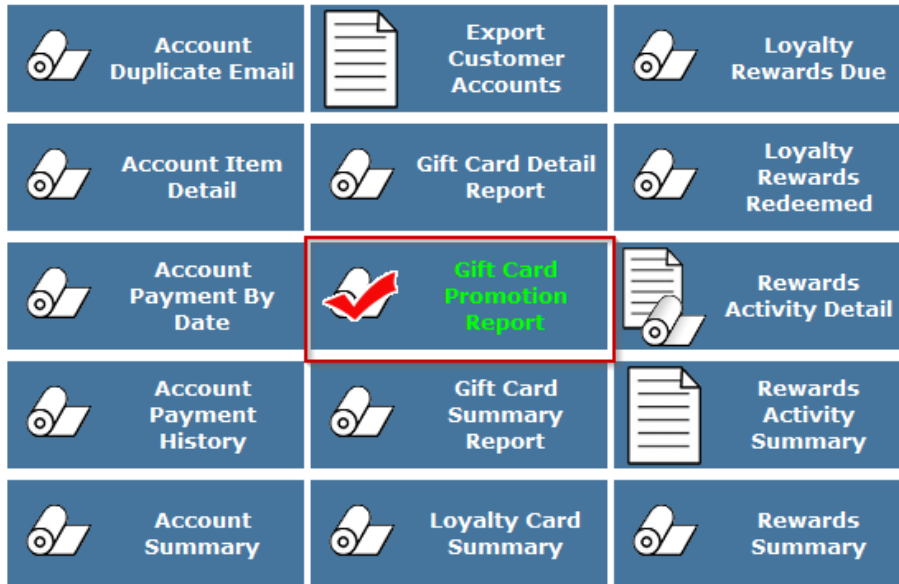 Account
Duplicate Email
Export
Customer
Accounts
Loyalty
Rewards Due
Account Item
Detail
Gift Card Detail
Report
Loyalty
Rewards
Redeemed
Account
Payment By
Date
Gift Card
Promotion
Report
Rewards
Activity Detail
Account
Payment
History
Gift Card
Summary
Report
Rewards
Activity
Summary
Account
Summary
Loyalty Card
Summary
Rewards
Summary